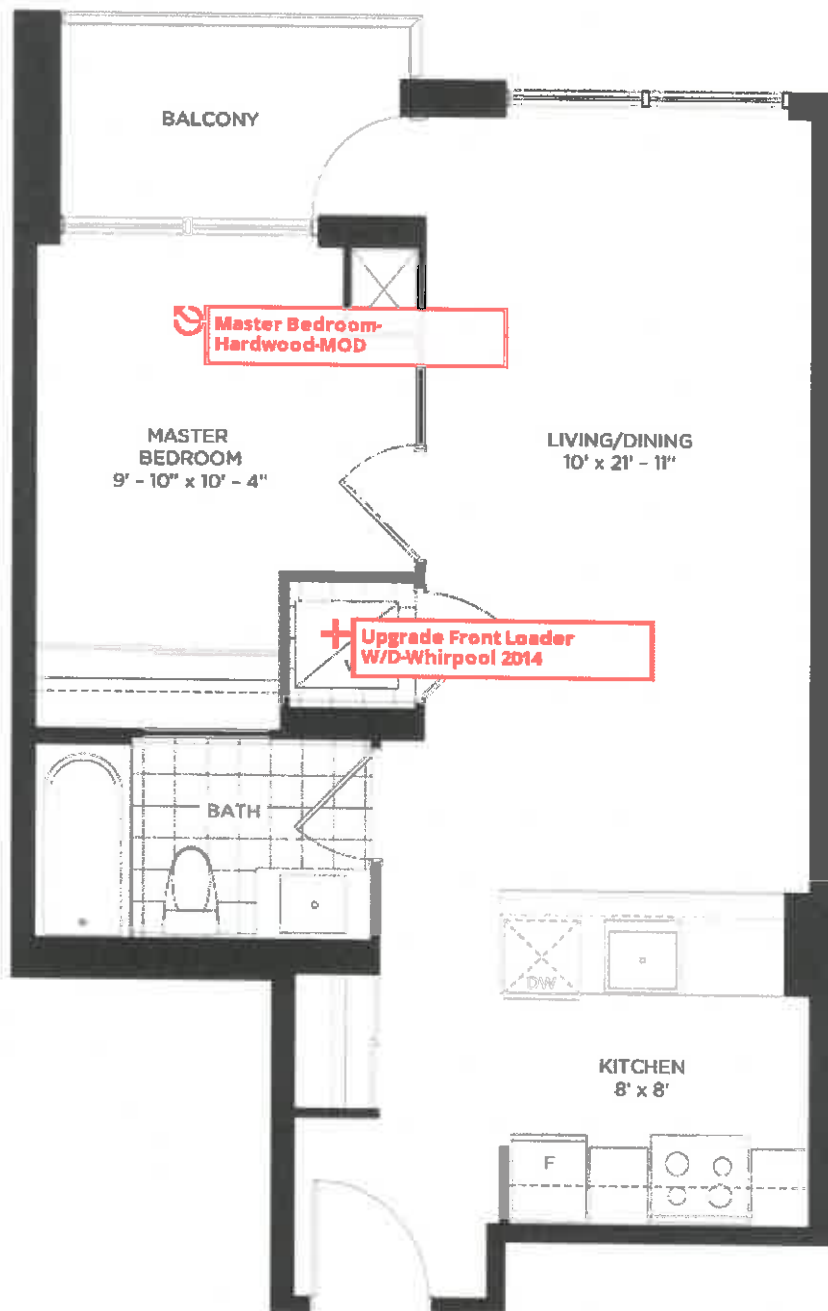 BALCONY
Master Bedroom-
Hardwood-MOD
MASTER
BEDROOM
9' - 10" x 10' - 4"
LIVING/DINING
10' x 21' - 11"
Upgrade Front Loader
W/D-Whirpool 2014
BATH
DW
KITCHEN
8' x 8'
F